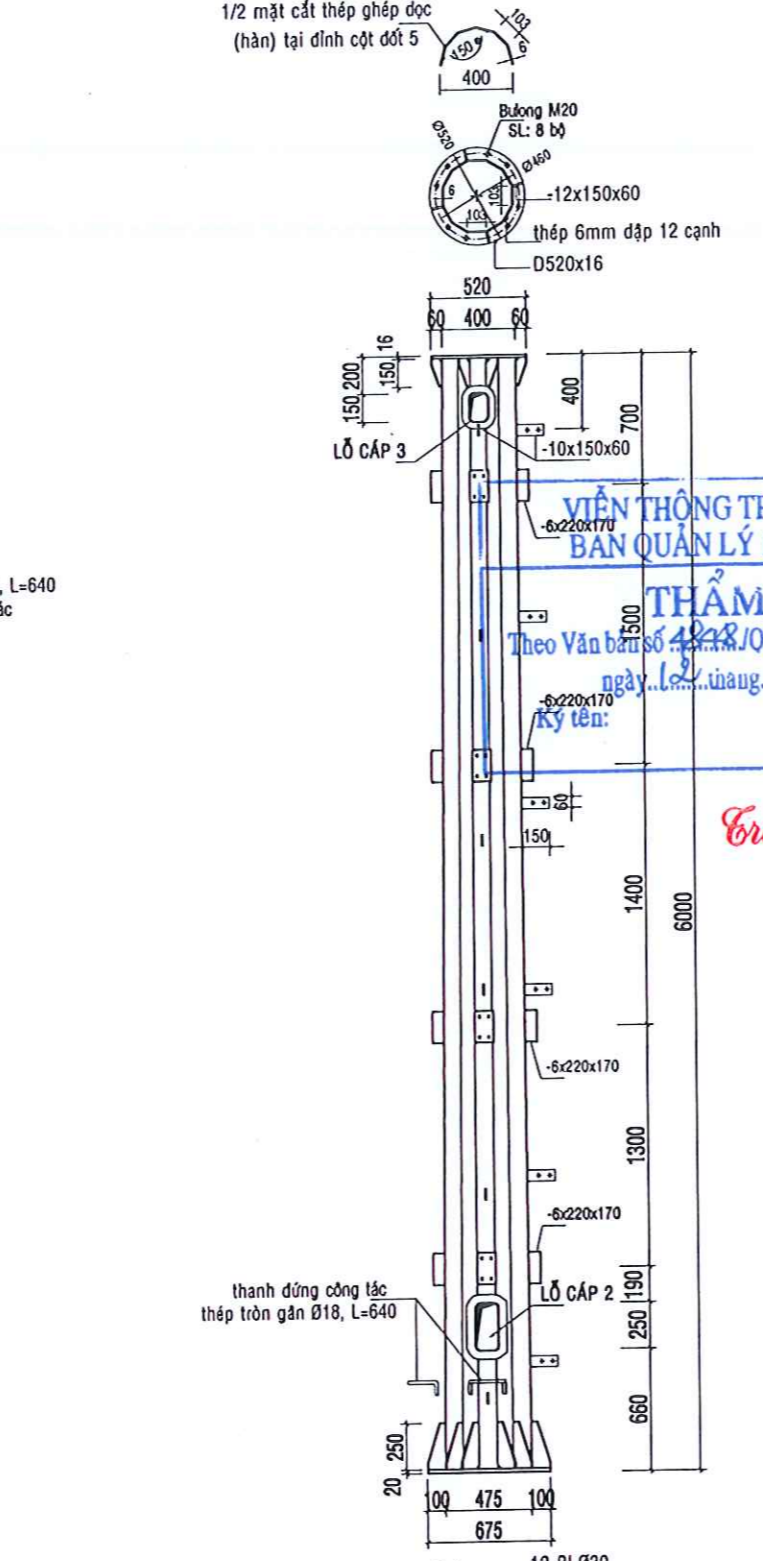 1/2 mặt cắt thép ghép dọc
(hàn) tại đỉnh cột đốt 5
103
6
150°
400
Bulong M20
SL: 8 bộ
Ø520
Ø460
6
103
103
-12x150x60
thép 6mm dập 12 cạnh
D520x16
520
60 400 60
16
150
200
150
400
700
LỖ CÁP 3
-10x150x60
VIỄN THÔNG
-6x220x170
BAN QUẢN LÝ
, L=640
THẨM
1500
Theo Văn bản số 4848/Q
ngày 12 tháng
-6x220x170
Ký tên:
60
150
1400
6000
-6x220x170
1300
-6x220x170
190
thanh đứng công tác
thép tròn gân Ø18, L=640
LỖ CÁP 2
250
660
250
20
100 475 100
675